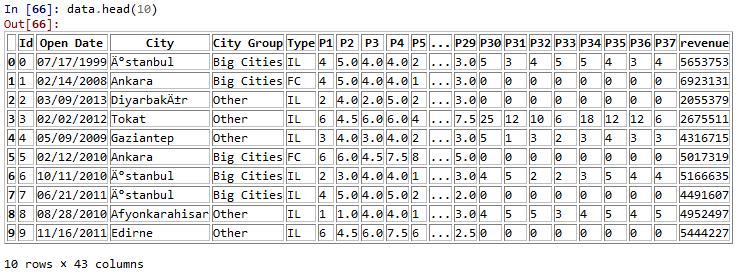 In [66]: data.head(10)
Out[66]:
Id Open Date City City Group Type P1 P2 P3 P4 P5 ... P29 P30 P31 P32 P33 P34 P35 P36 P37 revenue
0 0 07/17/1999 Ä°stanbul Big Cities IL 4 5.0 4.0 4.0 2 ... 3.0 5 3 4 5 5 4 3 4 5653753
1 1 02/14/2008 Ankara Big Cities FC 4 5.0 4.0 4.0 1 ... 3.0 0 0 0 0 0 0 0 0 6923131
2 2 03/09/2013 DiyarbakÄ±r Other IL 2 4.0 2.0 5.0 2 ... 3.0 0 0 0 0 0 0 0 0 2055379
3 3 02/02/2012 Tokat Other IL 6 4.5 6.0 6.0 4 ... 7.5 25 12 10 6 18 12 12 6 2675511
4 4 05/09/2009 Gaziantep Other IL 3 4.0 3.0 4.0 2 ... 3.0 5 1 3 2 3 4 3 3 4316715
5 5 02/12/2010 Ankara Big Cities FC 6 6.0 4.5 7.5 8 ... 5.0 0 0 0 0 0 0 0 0 5017319
6 6 10/11/2010 Ä°stanbul Big Cities IL 2 3.0 4.0 4.0 1 ... 3.0 4 5 2 2 3 5 4 4 5166635
7 7 06/21/2011 Ä°stanbul Big Cities IL 4 5.0 4.0 5.0 2 ... 2.0 0 0 0 0 0 0 0 0 4491607
8 8 08/28/2010 Afyonkarahisar Other IL 1 1.0 4.0 4.0 1 ... 3.0 4 5 5 3 4 5 4 5 4952497
9 9 11/16/2011 Edirne Other IL 6 4.5 6.0 7.5 6 ... 2.5 0 0 0 0 0 0 0 0 5444227
10 rows × 43 columns